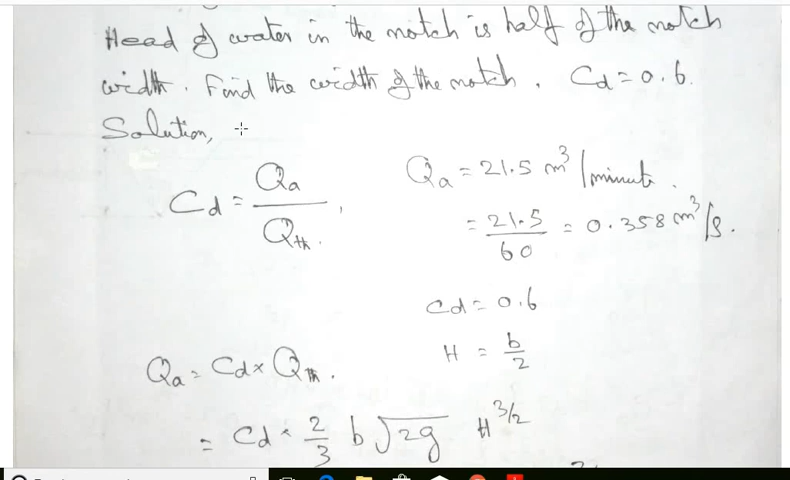 Head of water in the notch is half of the notch
width. Find the width of the notch. Cd = 0.6.
Solution,
Cd = Qa / Qth.,
Qa = 21.5 m³/minute.
= 21.5 / 60 = 0.358 m³/s.
Cd = 0.6
H = b/2
Qa = Cd × Qth.
= Cd × 2/3 b √2g H^3/2